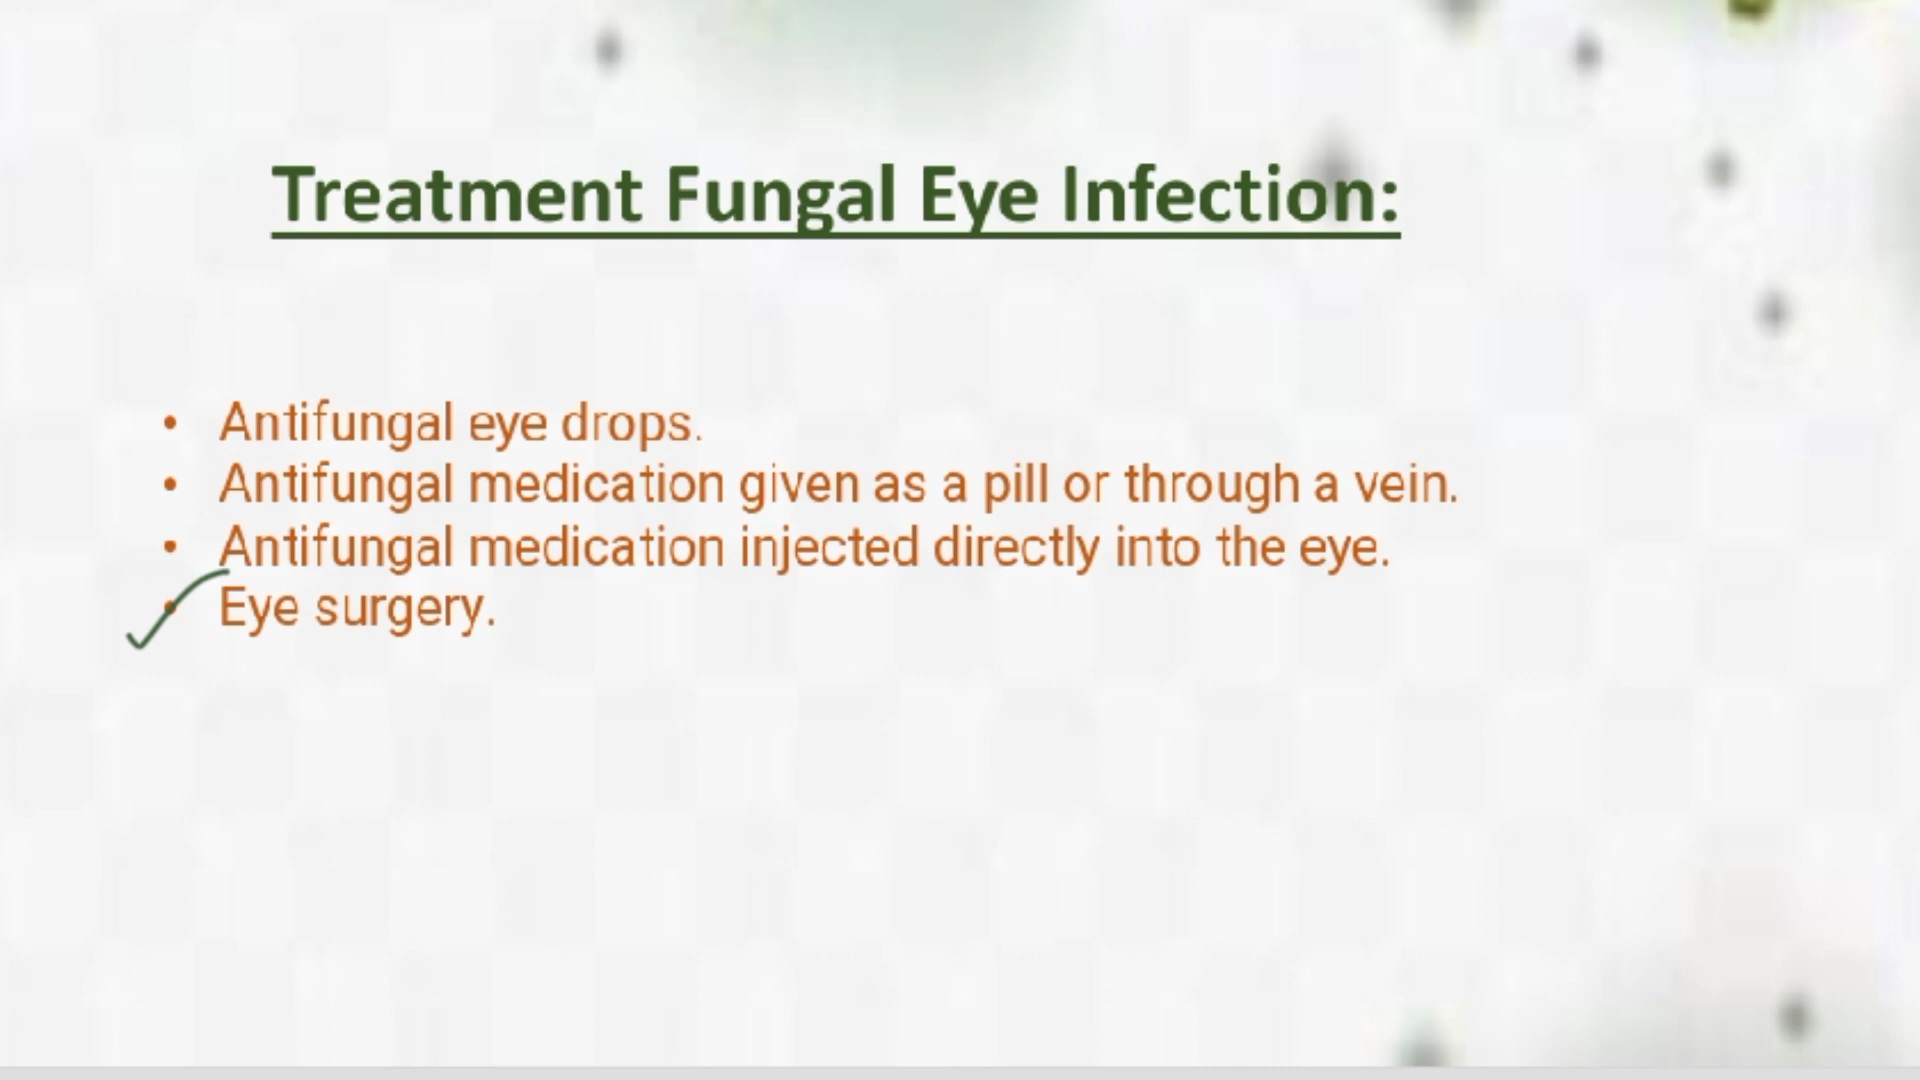 Treatment Fungal Eye Infection:
• Antifungal eye drops.
• Antifungal medication given as a pill or through a vein.
• Antifungal medication injected directly into the eye.
• Eye surgery.